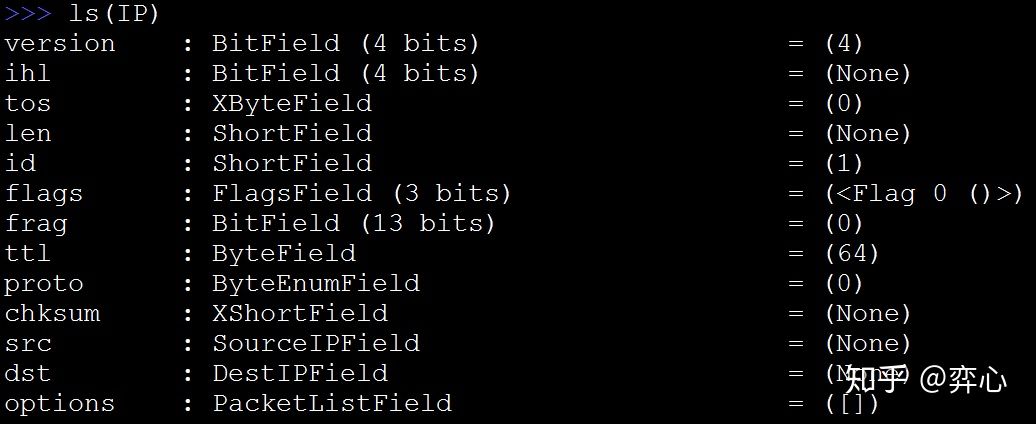 >>> ls(IP)
version : BitField (4 bits) = (4)
ihl : BitField (4 bits) = (None)
tos : XByteField = (0)
len : ShortField = (None)
id : ShortField = (1)
flags : FlagsField (3 bits) = (<Flag 0 ()>)
frag : BitField (13 bits) = (0)
ttl : ByteField = (64)
proto : ByteEnumField = (0)
chksum : XShortField = (None)
src : SourceIPField = (None)
dst : DestIPField = (None)
options : PacketListField = ([])
知乎 @弈心